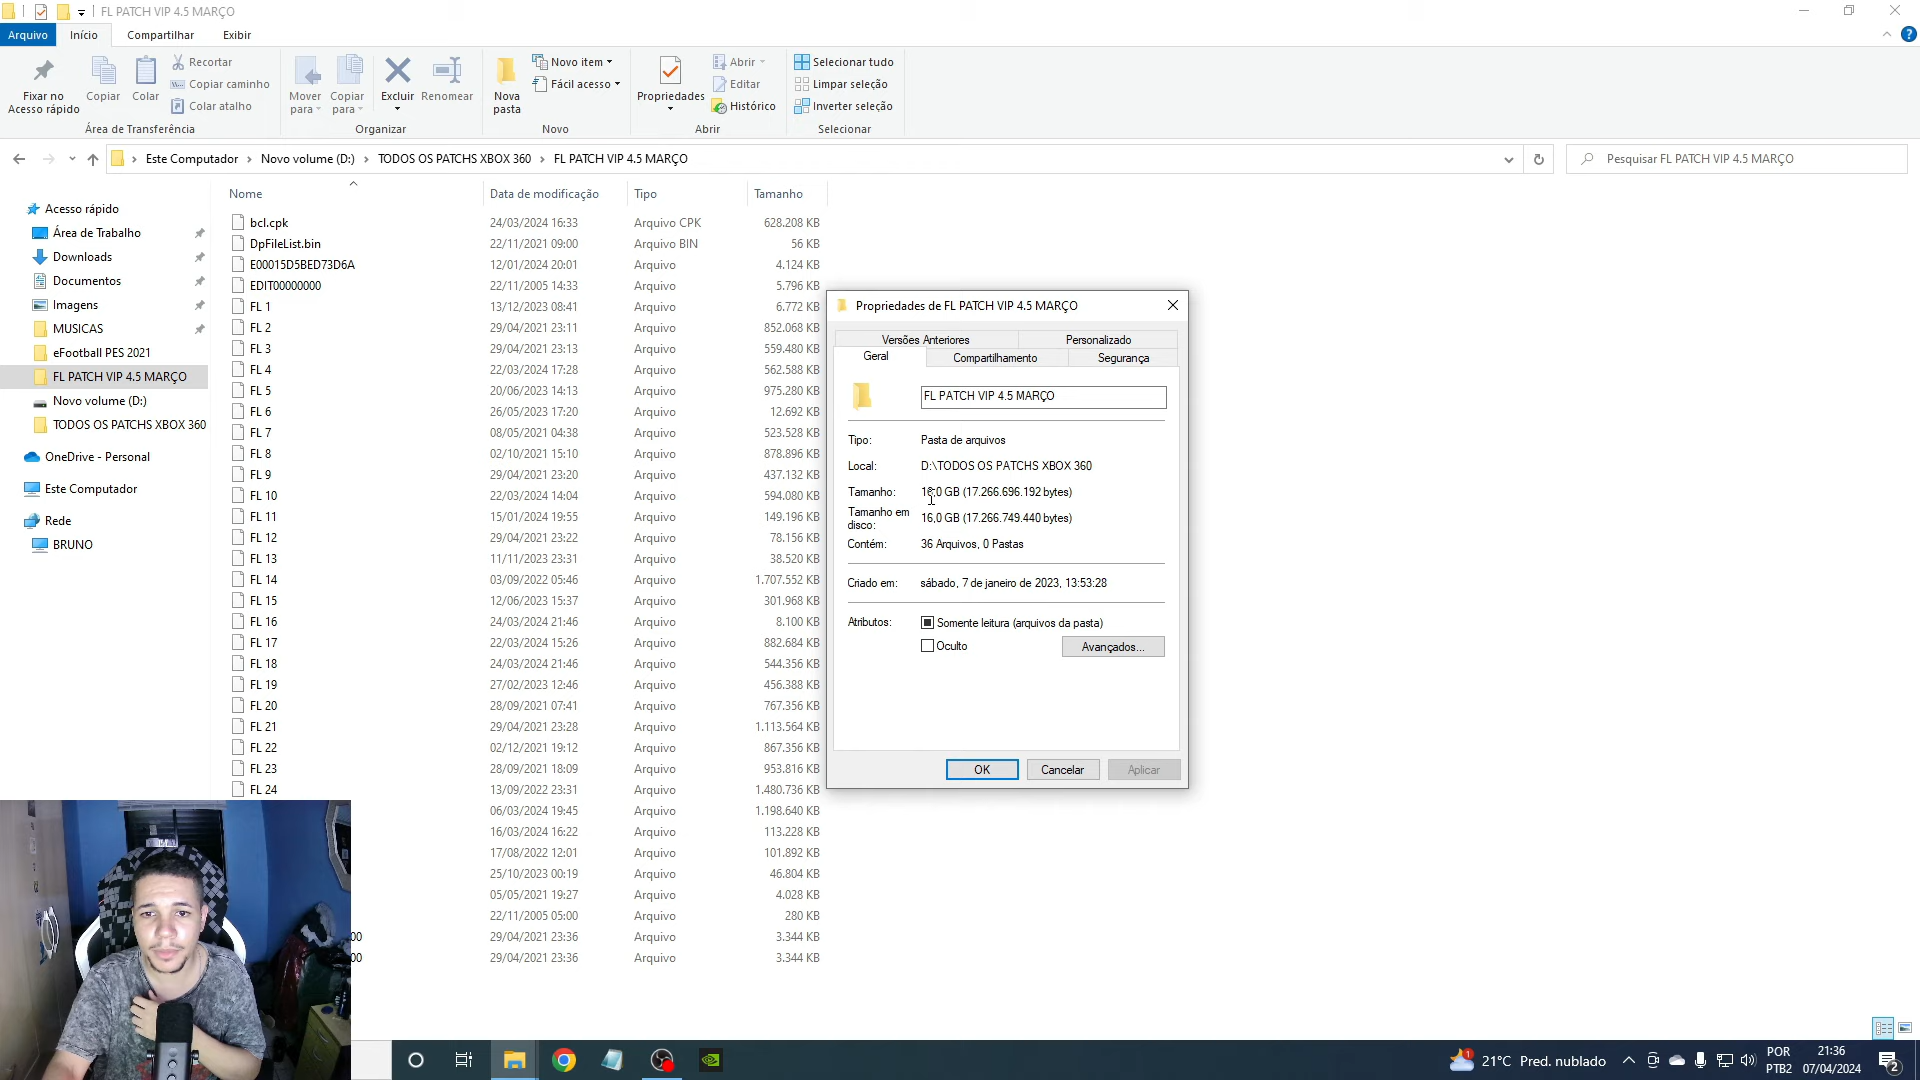 FL PATCH VIP 4.5 MARÇO
Arquivo Início Compartilhar Exibir
Fixar no
Acesso rápido
Copiar
Colar
Recortar
Copiar caminho
Colar atalho
Área de Transferência
Mover
para
Copiar
para
Excluir
Renomear
Organizar
Nova
pasta
Novo item
Fácil acesso
Novo
Propriedades
Abrir
Editar
Histórico
Abrir
Selecionar tudo
Limpar seleção
Inverter seleção
Selecionar
Este Computador > Novo volume (D:) > TODOS OS PATCHS XBOX 360 > FL PATCH VIP 4.5 MARÇO
Pesquisar FL PATCH VIP 4.5 MARÇO
Acesso rápido
Área de Trabalho
Downloads
Documentos
Imagens
MUSICAS
eFootball PES 2021
FL PATCH VIP 4.5 MARÇO
Novo volume (D:)
TODOS OS PATCHS XBOX 360
OneDrive - Personal
Este Computador
Rede
BRUNO
Nome Data de modificação Tipo Tamanho
bcl.cpk 24/03/2024 16:33 Arquivo CPK 628.208 KB
DpFileList.bin 22/11/2021 09:00 Arquivo BIN 56 KB
E00015D5BED73D6A 12/01/2024 20:01 Arquivo 4.124 KB
EDIT00000000 22/11/2005 14:33 Arquivo 5.796 KB
FL 1 13/12/2023 08:41 Arquivo 6.772 KB
FL 2 29/04/2021 23:11 Arquivo 852.068 KB
FL 3 29/04/2021 23:13 Arquivo 559.480 KB
FL 4 22/03/2024 17:28 Arquivo 562.588 KB
FL 5 20/06/2023 14:13 Arquivo 975.280 KB
FL 6 26/05/2023 17:20 Arquivo 12.692 KB
FL 7 08/05/2021 04:38 Arquivo 523.528 KB
FL 8 02/10/2021 15:10 Arquivo 878.896 KB
FL 9 29/04/2021 23:20 Arquivo 437.132 KB
FL 10 22/03/2024 14:04 Arquivo 594.080 KB
FL 11 15/01/2024 19:55 Arquivo 149.196 KB
FL 12 29/04/2021 23:22 Arquivo 78.156 KB
FL 13 11/11/2023 23:31 Arquivo 38.520 KB
FL 14 03/09/2022 05:46 Arquivo 1.707.552 KB
FL 15 12/06/2023 15:37 Arquivo 301.968 KB
FL 16 24/03/2024 21:46 Arquivo 8.100 KB
FL 17 22/03/2024 15:26 Arquivo 882.684 KB
FL 18 24/03/2024 21:46 Arquivo 544.356 KB
FL 19 27/02/2023 12:46 Arquivo 456.388 KB
FL 20 28/09/2021 07:41 Arquivo 767.356 KB
FL 21 29/04/2021 23:28 Arquivo 1.113.564 KB
FL 22 02/12/2021 19:12 Arquivo 867.356 KB
FL 23 28/09/2021 18:09 Arquivo 953.816 KB
FL 24 13/09/2022 23:31 Arquivo 1.480.736 KB
06/03/2024 19:45 Arquivo 1.198.640 KB
16/03/2024 16:22 Arquivo 113.228 KB
17/08/2022 12:01 Arquivo 101.892 KB
25/10/2023 00:19 Arquivo 46.804 KB
05/05/2021 19:27 Arquivo 4.028 KB
22/11/2005 05:00 Arquivo 280 KB
00 29/04/2021 23:36 Arquivo 3.344 KB
00 29/04/2021 23:36 Arquivo 3.344 KB
Propriedades de FL PATCH VIP 4.5 MARÇO
Versões Anteriores Personalizado
Geral Compartilhamento Segurança
FL PATCH VIP 4.5 MARÇO
Tipo: Pasta de arquivos
Local: D:\TODOS OS PATCHS XBOX 360
Tamanho: 16,0 GB (17.266.696.192 bytes)
Tamanho em
disco: 16,0 GB (17.266.749.440 bytes)
Contém: 36 Arquivos, 0 Pastas
Criado em: sábado, 7 de janeiro de 2023, 13:53:28
Atributos: Somente leitura (arquivos da pasta)
Oculto Avançados...
OK Cancelar Aplicar
21°C Pred. nublado
POR
PTB2
21:36
07/04/2024
2